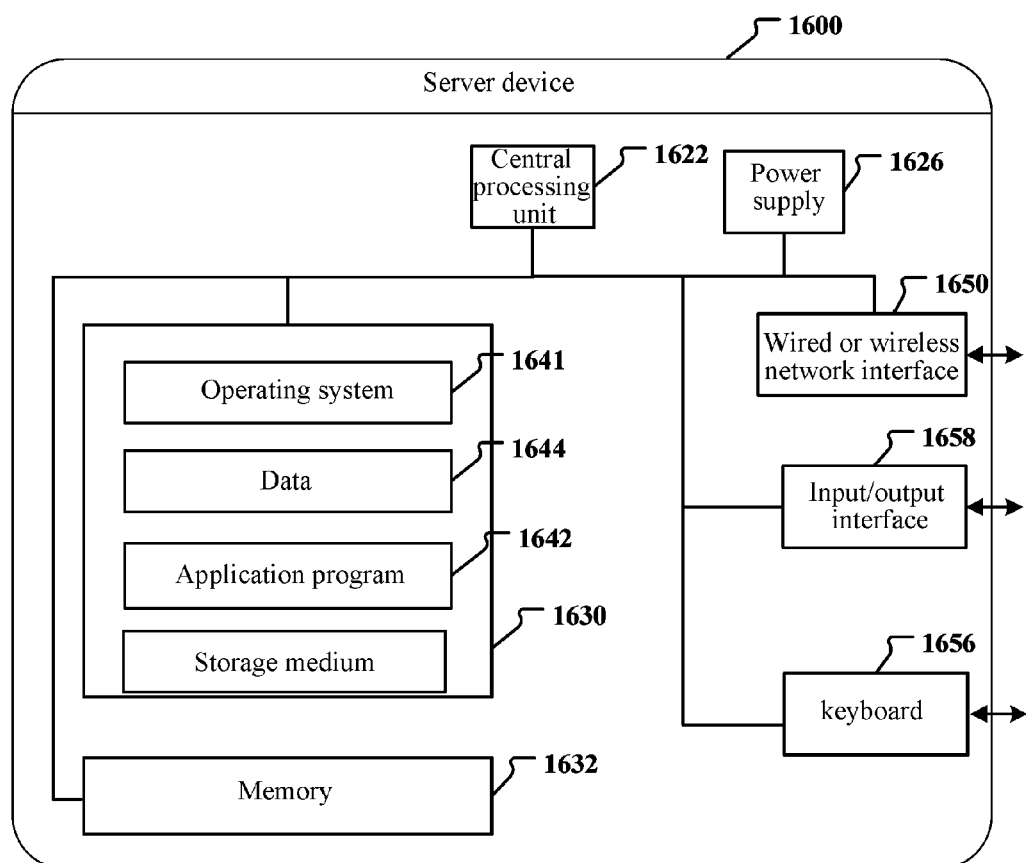 1600
Server device
Central
processing
unit
1622
Power
supply
1626
1650
Wired or wireless
network interface
Operating system
1641
Data
1644
1658
Input/output
interface
Application program
1642
Storage medium
1630
1656
keyboard
Memory
1632